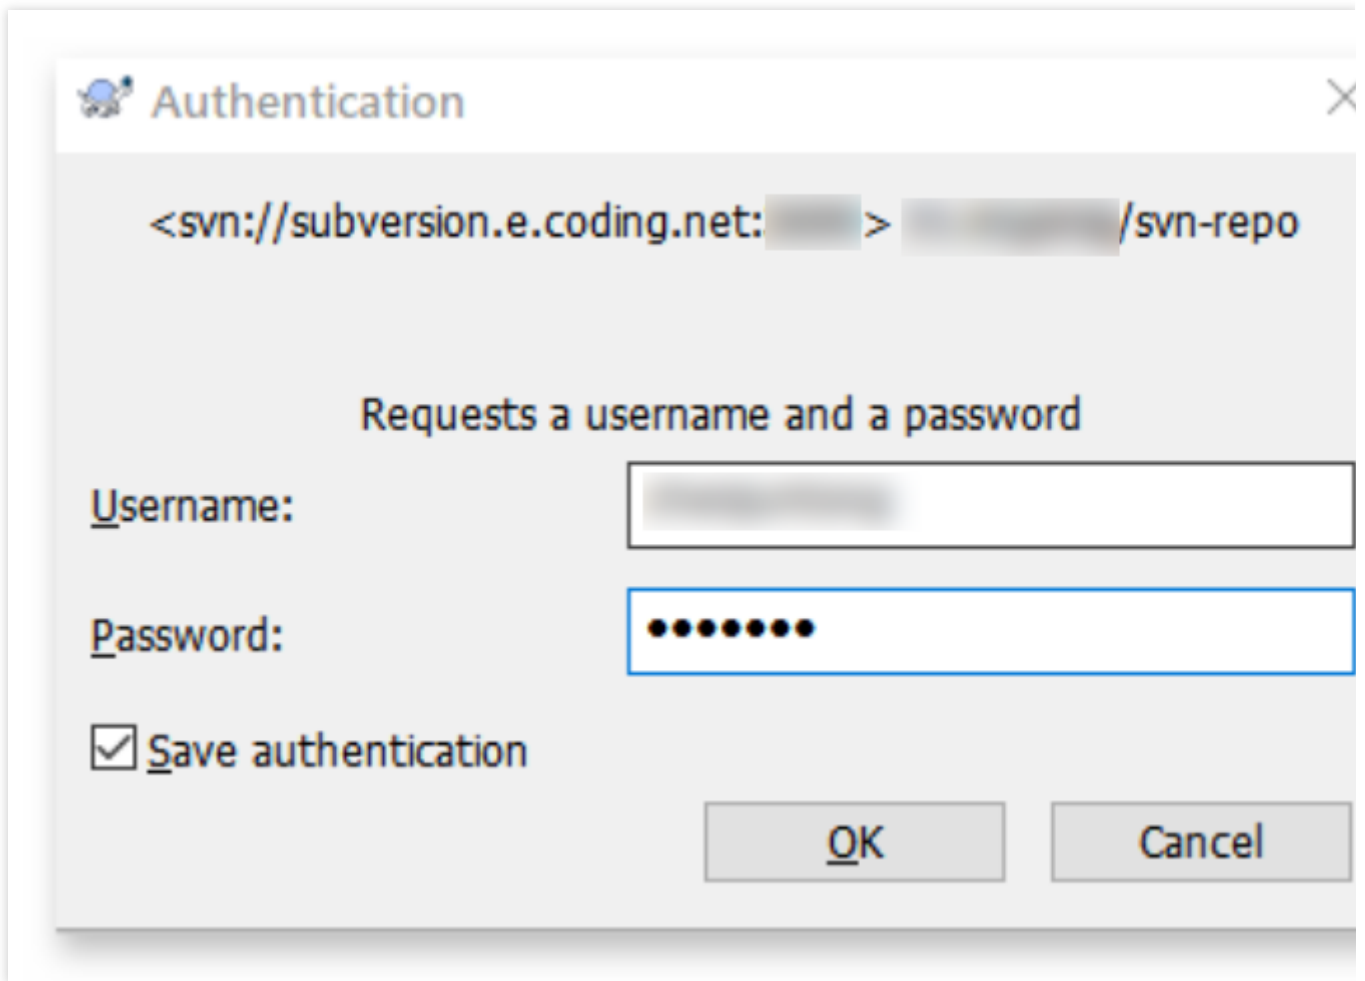 Authentication
<svn://subversion.e.coding.net: > /svn-repo
Requests a username and a password
Username:
Password: •••••••
Save authentication
OK Cancel